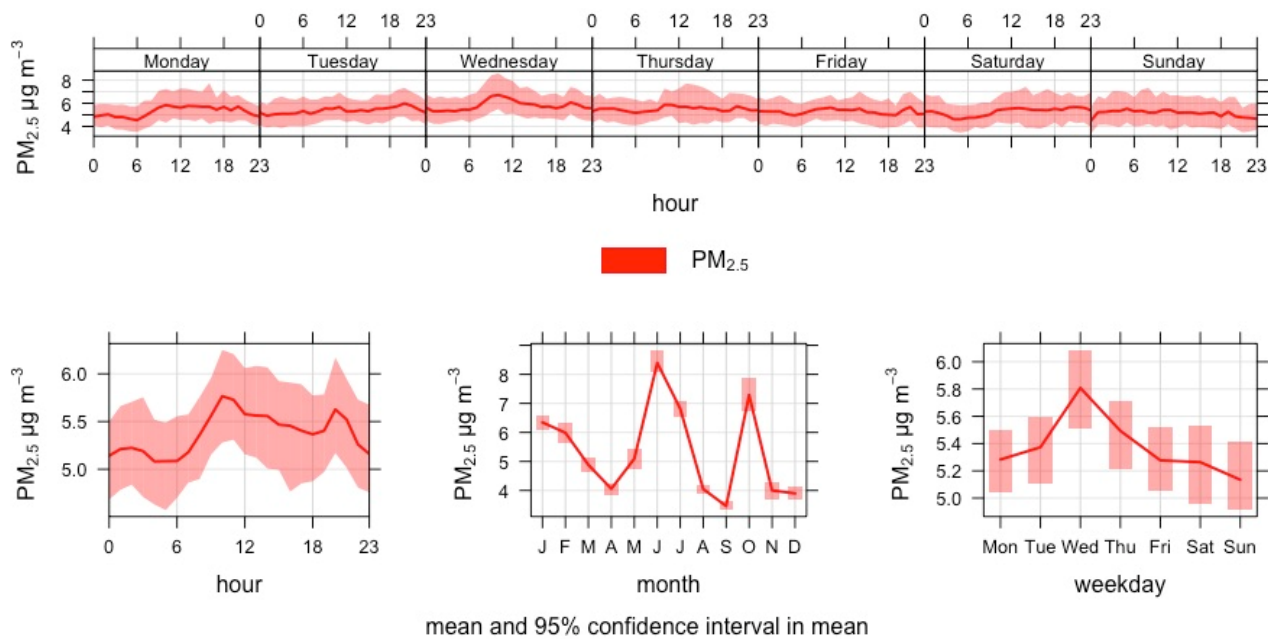 0 6 12 18 23 0 6 12 18 23 0 6 12 18 23
Monday Tuesday Wednesday Thursday Friday Saturday Sunday
PM2.5 µg m−3
8
6
4
0 6 12 18 23 0 6 12 18 23 0 6 12 18 23 0 6 12 18 23
hour
PM2.5
PM2.5 µg m−3
6.0
5.5
5.0
0 6 12 18 23
hour
PM2.5 µg m−3
8
7
6
5
4
J F M A M J J A S O N D
month
PM2.5 µg m−3
6.0
5.8
5.6
5.4
5.2
5.0
Mon Tue Wed Thu Fri Sat Sun
weekday
mean and 95% confidence interval in mean